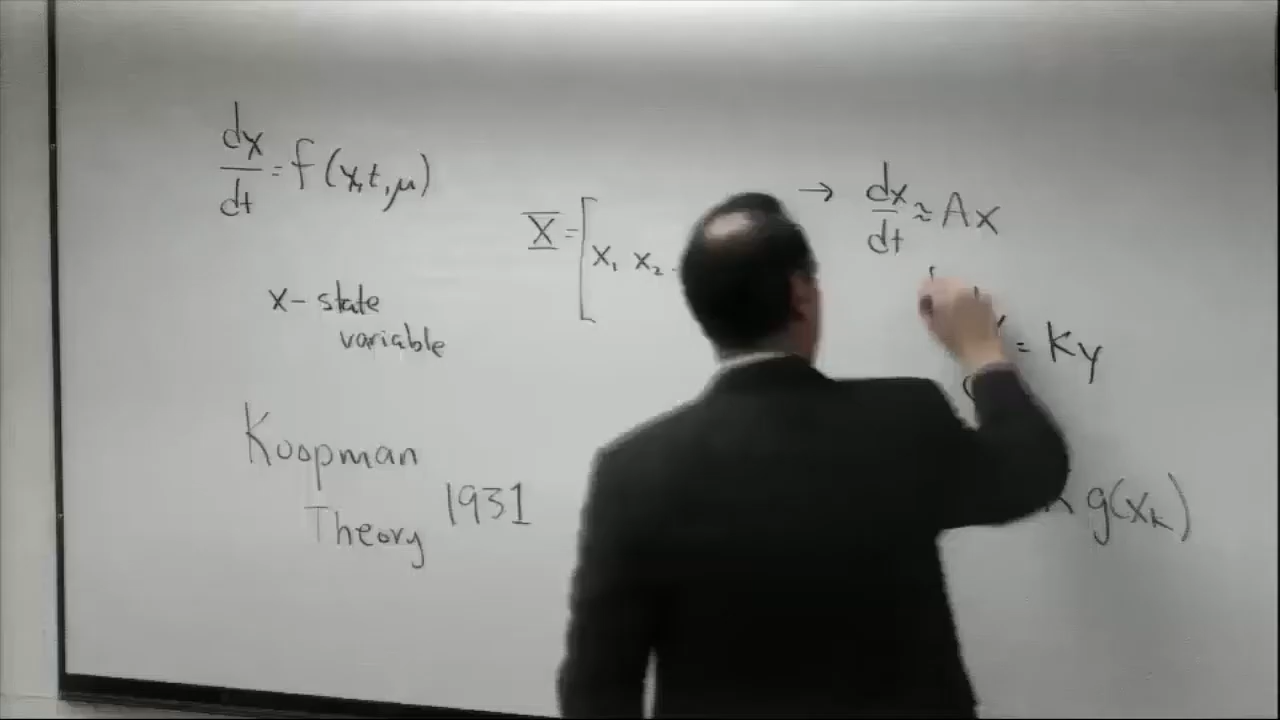 dx/dt = f(x,t,μ)
x - state
variable
Koopman
Theory 1931
X = [x₁ x₂
→ dx/dt ≈ Ax
= Ky
g(xₖ)